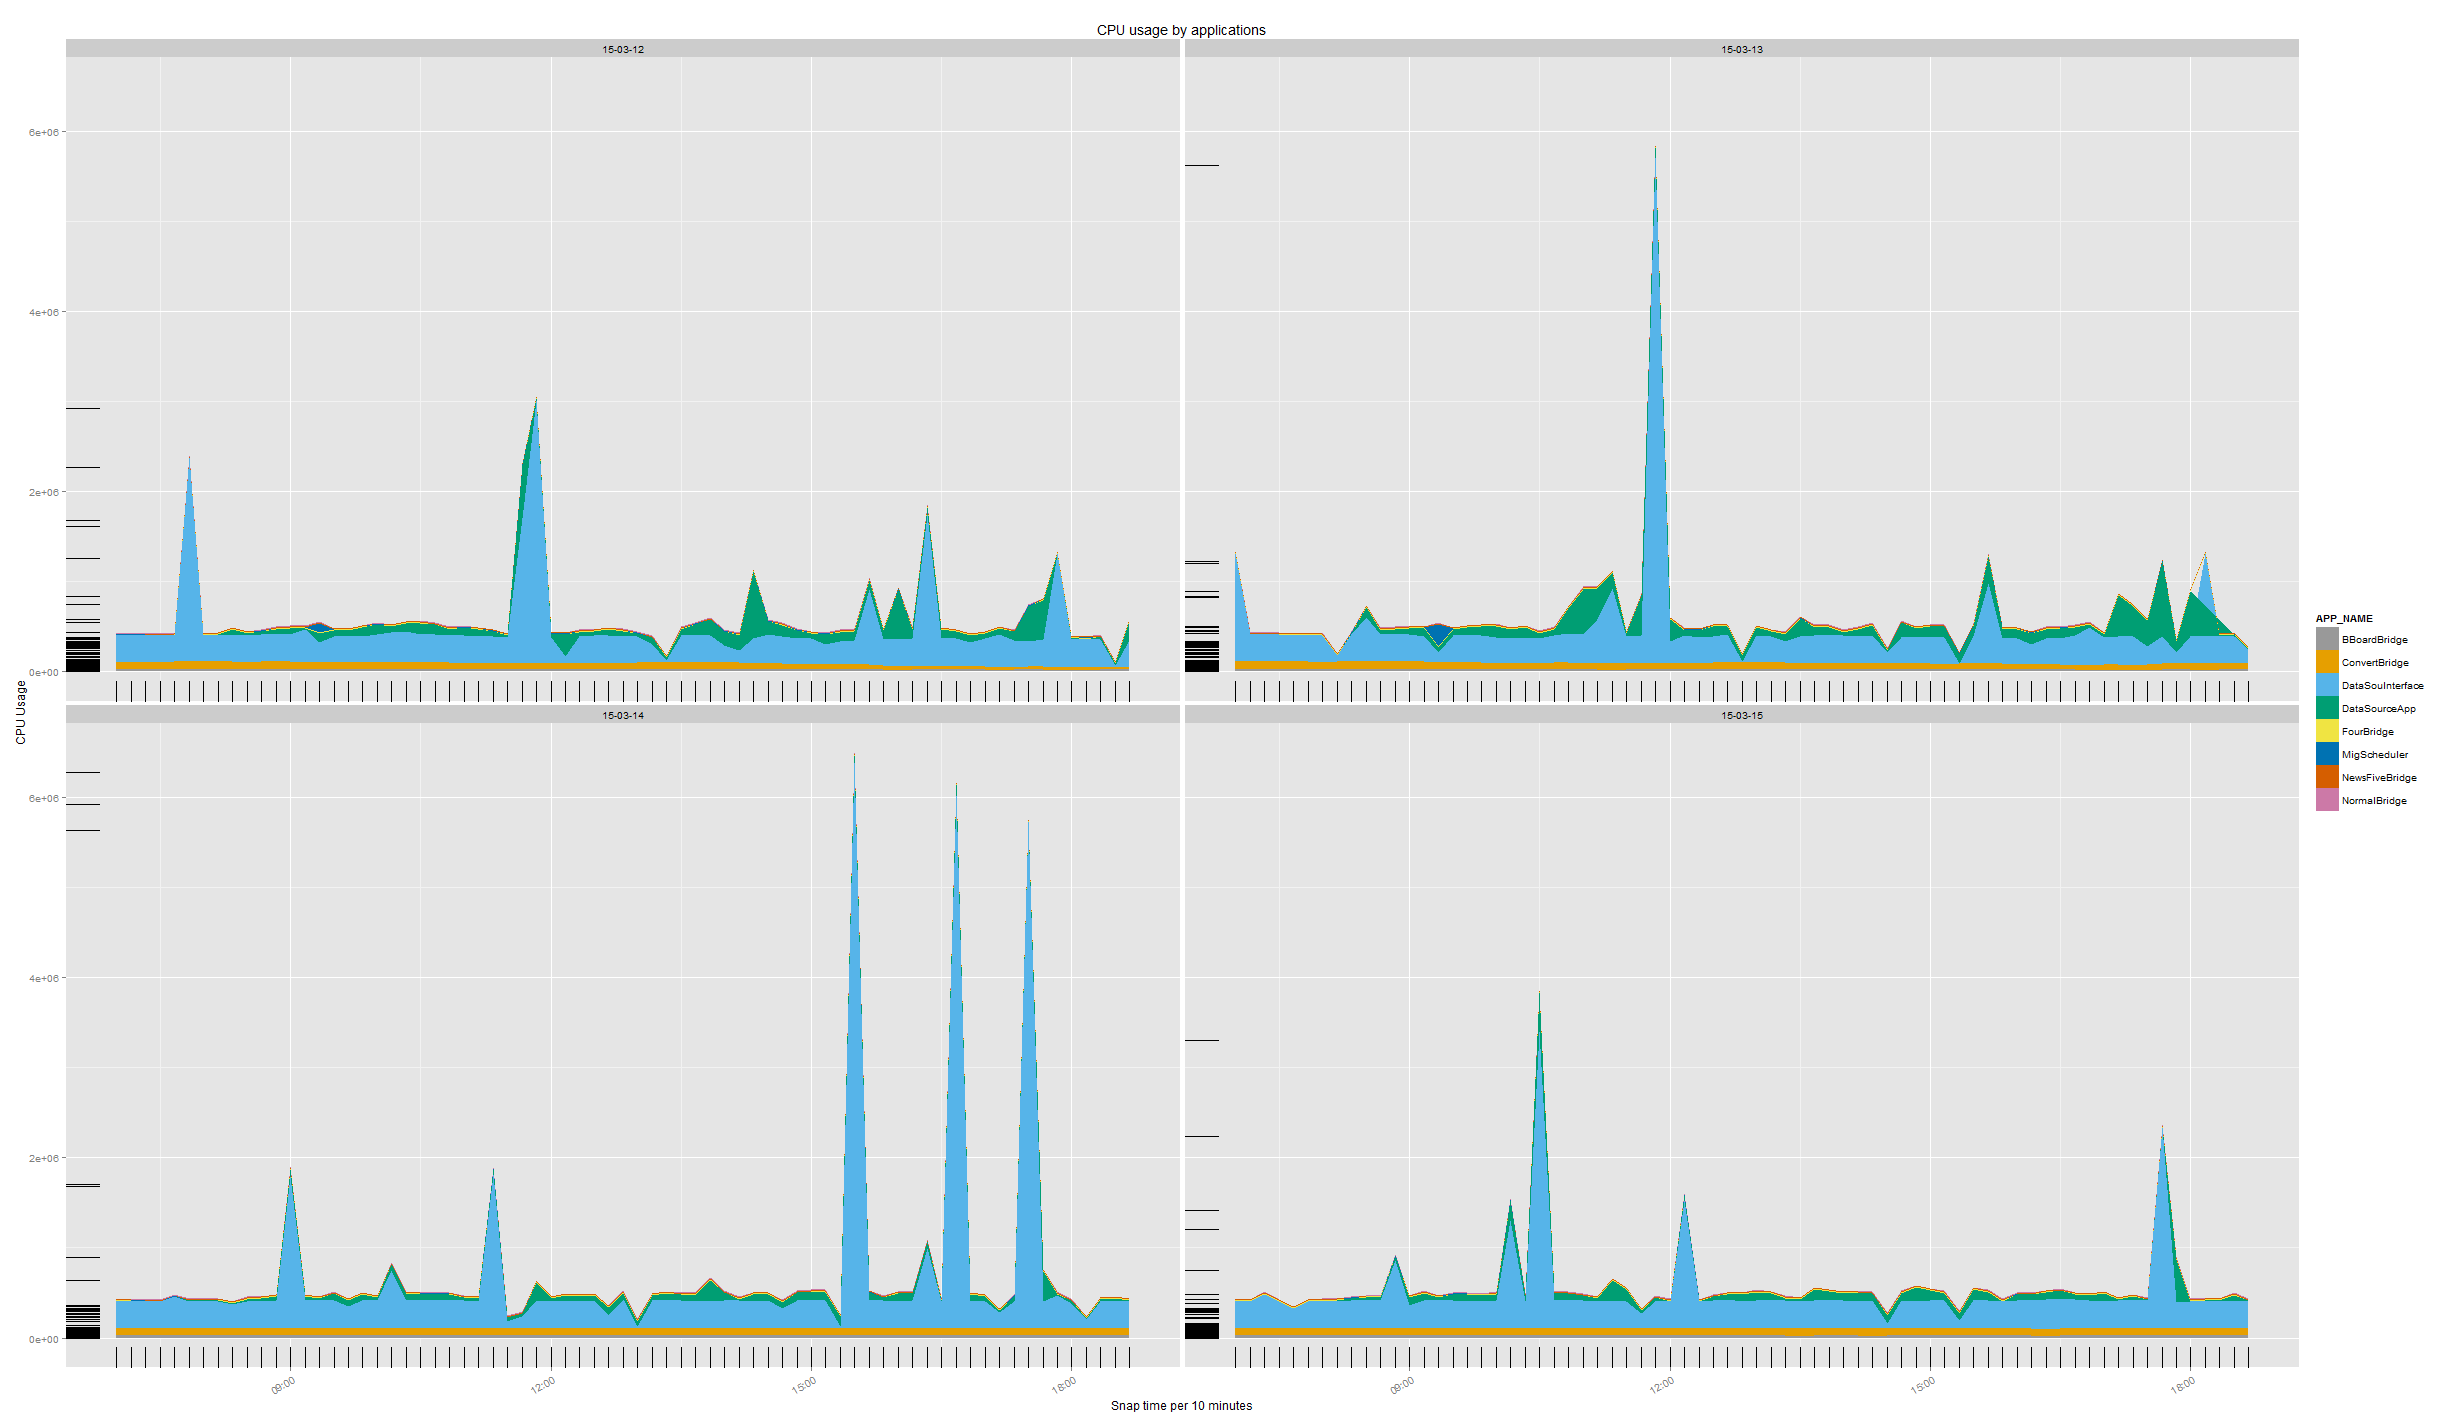 CPU usage by applications
15-03-12
15-03-13
6e+06
4e+06
2e+06
0e+00
CPU Usage
15-03-14
15-03-15
6e+06
4e+06
2e+06
0e+00
09:00
12:00
15:00
18:00
09:00
12:00
15:00
18:00
Snap time per 10 minutes
APP_NAME
BBoardBridge
ConvertBridge
DataSouInterface
DataSourceApp
FourBridge
MigScheduler
NewsFiveBridge
NormalBridge